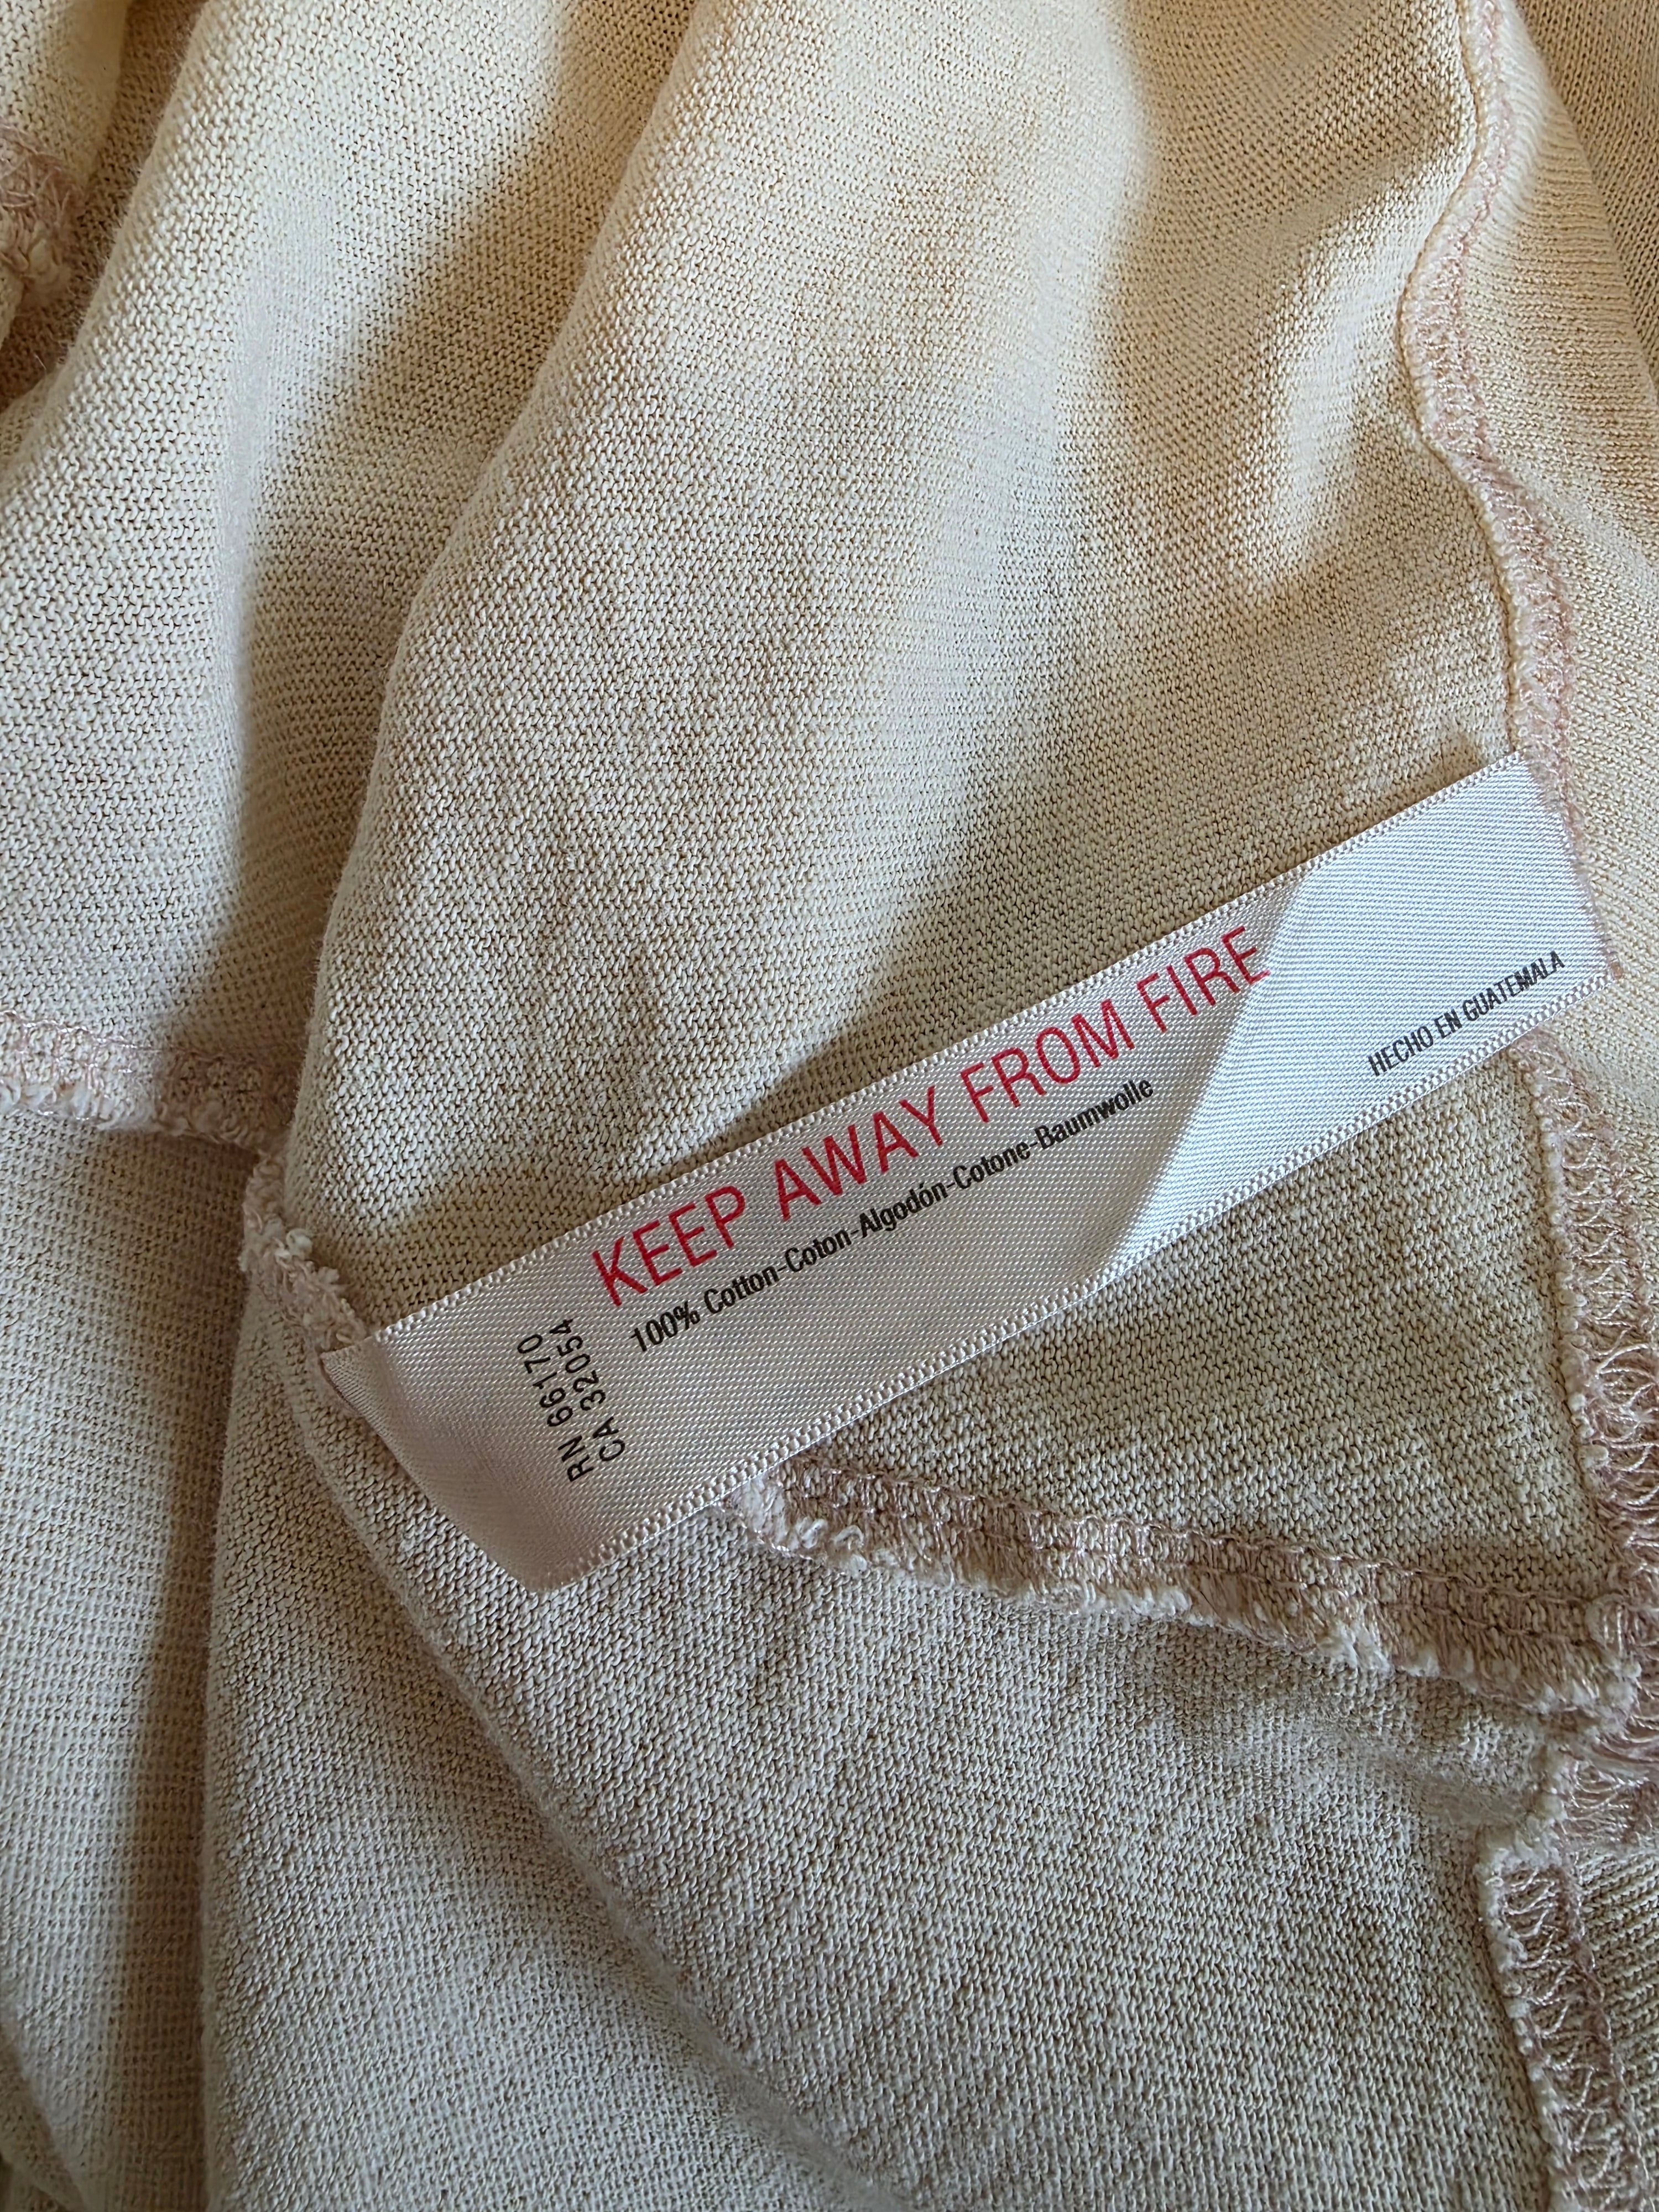 KEEP AWAY FROM FIRE
100% Cotton-Coton-Algodón-Cotone-Baumwolle
RN 66170
CA 32054
HECHO EN GUATEMALA